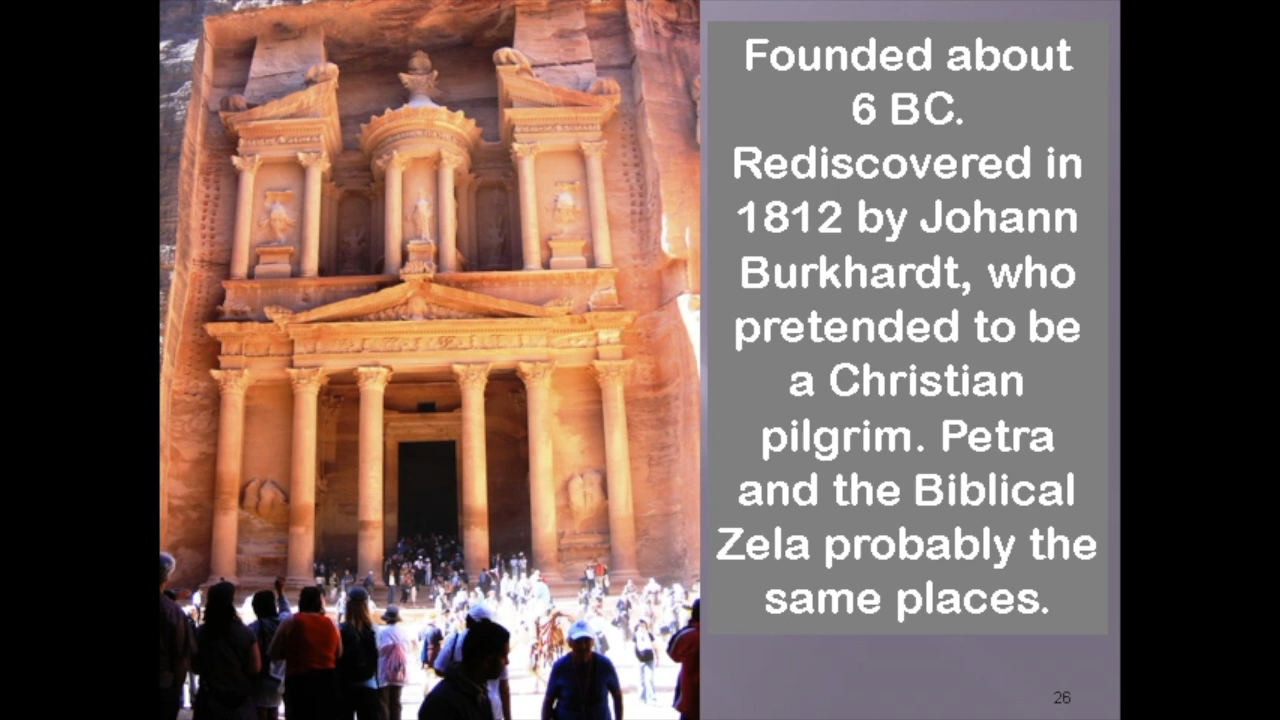 Founded about
6 BC.
Rediscovered in
1812 by Johann
Burkhardt, who
pretended to be
a Christian
pilgrim. Petra
and the Biblical
Zela probably the
same places.
26